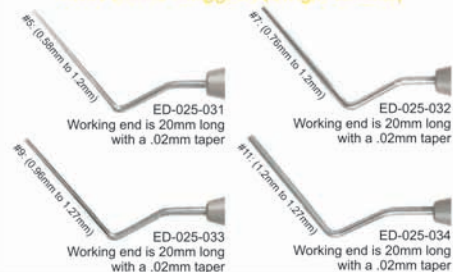 #5: (0.58mm to 1.2mm)
ED-025-031
Working end is 20mm long
with a .02mm taper
#7: (0.76mm to 1.2mm)
ED-025-032
Working end is 20mm long
with a .02mm taper
#9: (0.96mm to 1.27mm)
ED-025-033
Working end is 20mm long
with a .02mm taper
#11: (1.2mm to 1.27mm)
ED-025-034
Working end is 20mm long
with a .02mm taper